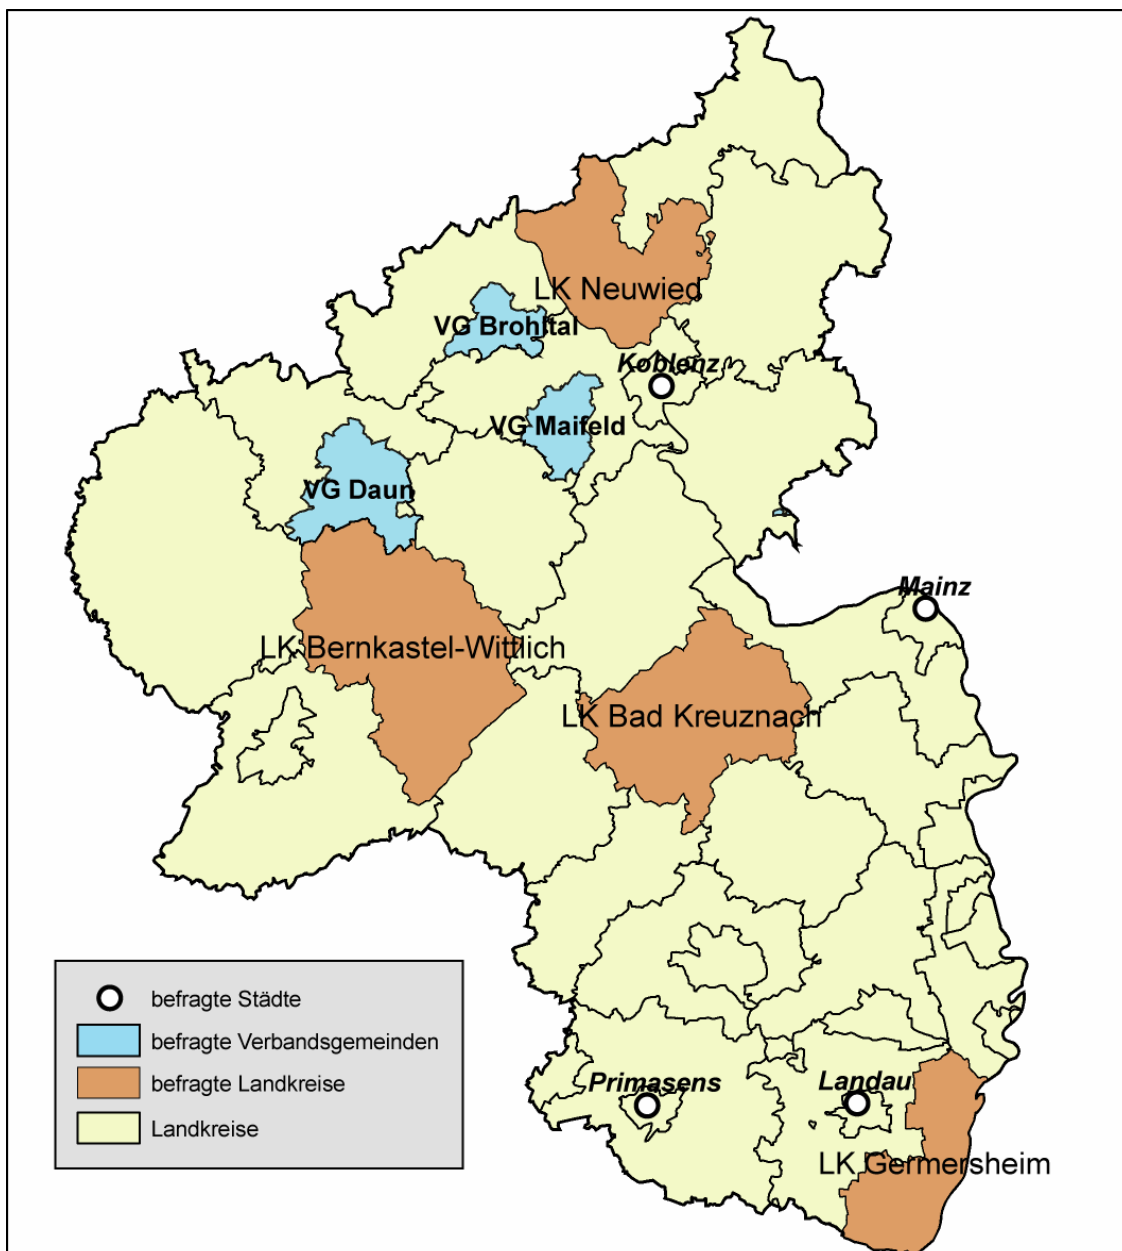 LK Neuwied
VG Brohltal
Koblenz
VG Maifeld
VG Daun
Mainz
LK Bernkastel-Wittlich
LK Bad Kreuznach
befragte Städte
befragte Verbandsgemeinden
befragte Landkreise
Landkreise
Primasens
Landau
LK Germersheim